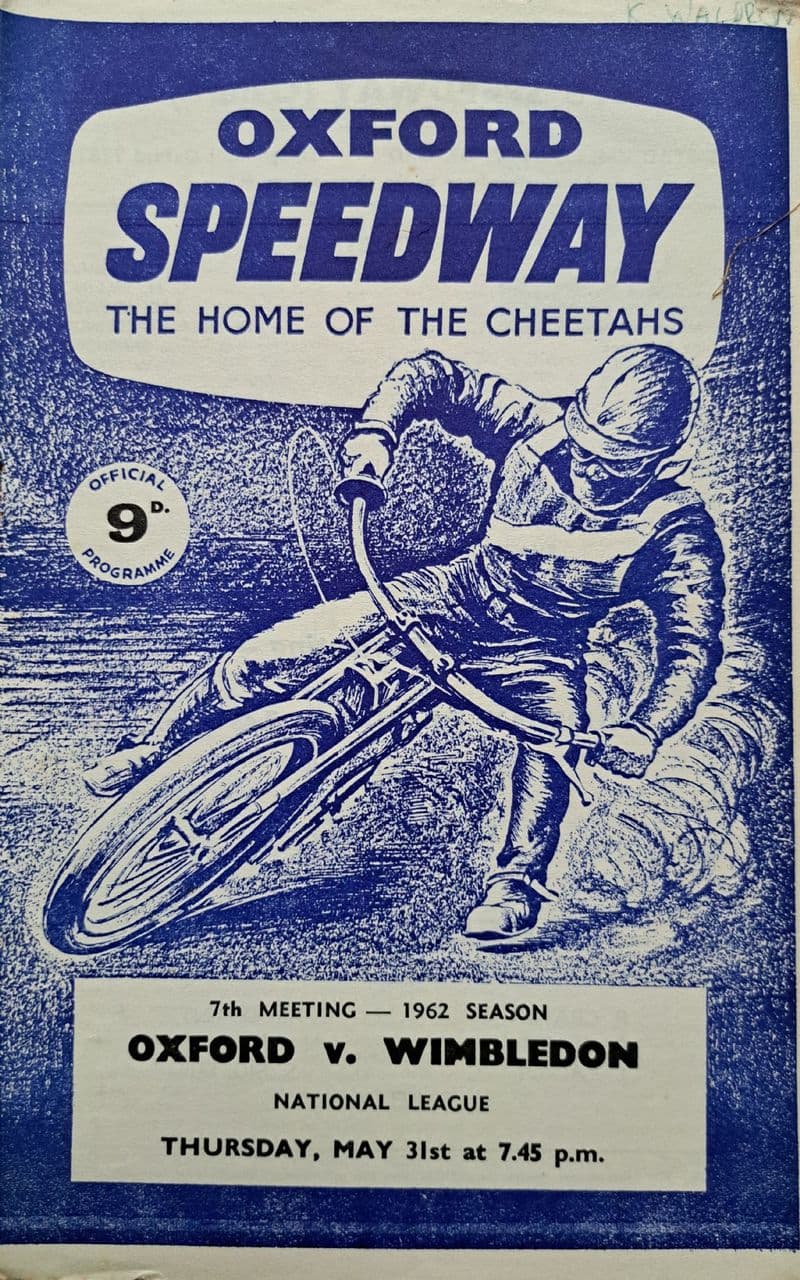 K. WALDRON
OXFORD
SPEEDWAY
THE HOME OF THE CHEETAHS
OFFICIAL
9D.
PROGRAMME
7th MEETING — 1962 SEASON
OXFORD v. WIMBLEDON
NATIONAL LEAGUE
THURSDAY, MAY 31st at 7.45 p.m.